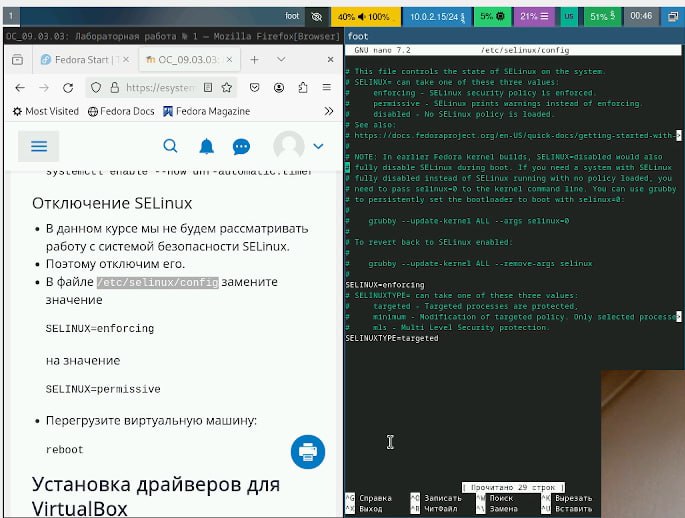 1
foot
40% 100%
10.0.2.15/24
5%
21%
us
51%
00:46
OC_09.03.03: Лабораторная работа № 1 — Mozilla Firefox[Browser]
foot
Fedora Start |
ОС_09.03.03:
https://esystem
Most Visited
Fedora Docs
Fedora Magazine
systemctl enable --now dnf-automatic.timer
Отключение SELinux
• В данном курсе мы не будем рассматривать
работу с системой безопасности SELinux.
• Поэтому отключим его.
• В файле /etc/selinux/config замените
значение
SELINUX=enforcing
на значение
SELINUX=permissive
• Перегрузите виртуальную машину:
reboot
Установка драйверов для
VirtualBox
GNU nano 7.2 /etc/selinux/config
# This file controls the state of SELinux on the system.
# SELINUX= can take one of these three values:
#     enforcing - SELinux security policy is enforced.
#     permissive - SELinux prints warnings instead of enforcing.
#     disabled - No SELinux policy is loaded.
# See also:
# https://docs.fedoraproject.org/en-US/quick-docs/getting-started-with->
#
# NOTE: In earlier Fedora kernel builds, SELINUX=disabled would also
# fully disable SELinux during boot. If you need a system with SELinux
# fully disabled instead of SELinux running with no policy loaded, you
# need to pass selinux=0 to the kernel command line. You can use grubby
# to persistently set the bootloader to boot with selinux=0:
#
#    grubby --update-kernel ALL --args selinux=0
#
# To revert back to SELinux enabled:
#
#    grubby --update-kernel ALL --remove-args selinux
#
SELINUX=enforcing
# SELINUXTYPE= can take one of these three values:
#     targeted - Targeted processes are protected,
#     minimum - Modification of targeted policy. Only selected processe>
#     mls - Multi Level Security protection.
SELINUXTYPE=targeted
[ Прочитано 29 строк ]
^G Справка ^O Записать ^W Поиск ^K Вырезать
^X Выход ^R ЧитФайл ^\ Замена ^U Вставить